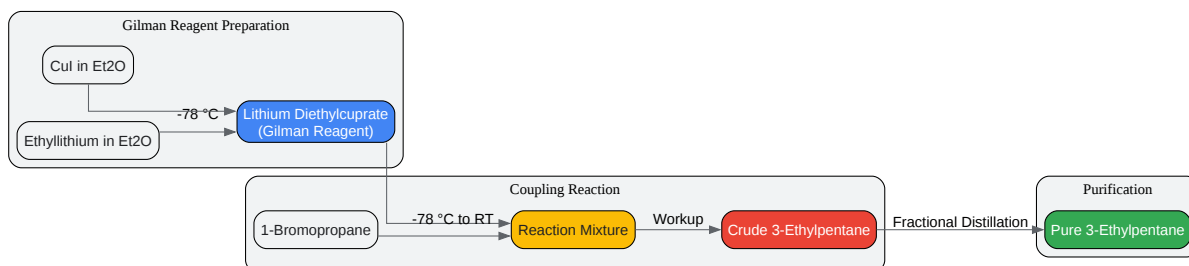 Gilman Reagent Preparation
CuI in Et2O
-78 °C
Ethyllithium in Et2O
Lithium Diethylcuprate
(Gilman Reagent)
Coupling Reaction
1-Bromopropane
-78 °C to RT
Reaction Mixture
Workup
Crude 3-Ethylpentane
Fractional Distillation
Purification
Pure 3-Ethylpentane